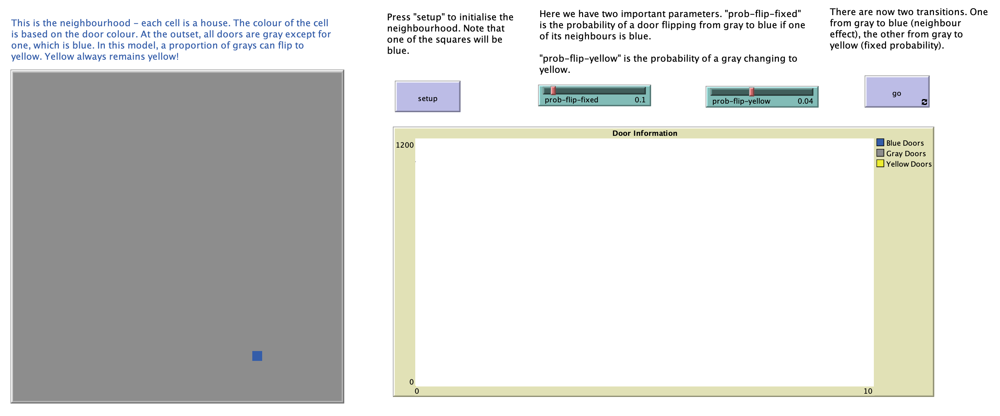 This is the neighbourhood – each cell is a house. The colour of the cell
is based on the door colour. At the outset, all doors are gray except for
one, which is blue. In this model, a proportion of grays can flip to
yellow. Yellow always remains yellow!
Press "setup" to initialise the
neighbourhood. Note that
one of the squares will be
blue.
Here we have two important parameters. "prob-flip-fixed"
is the probability of a door flipping from gray to blue if one
of its neighbours is blue.
"prob-flip-yellow" is the probability of a gray changing to
yellow.
There are now two transitions. One
from gray to blue (neighbour
effect), the other from gray to
yellow (fixed probability).
setup
prob-flip-fixed 0.1
prob-flip-yellow 0.04
go
Door Information
1200
0
0
10
Blue Doors
Gray Doors
Yellow Doors